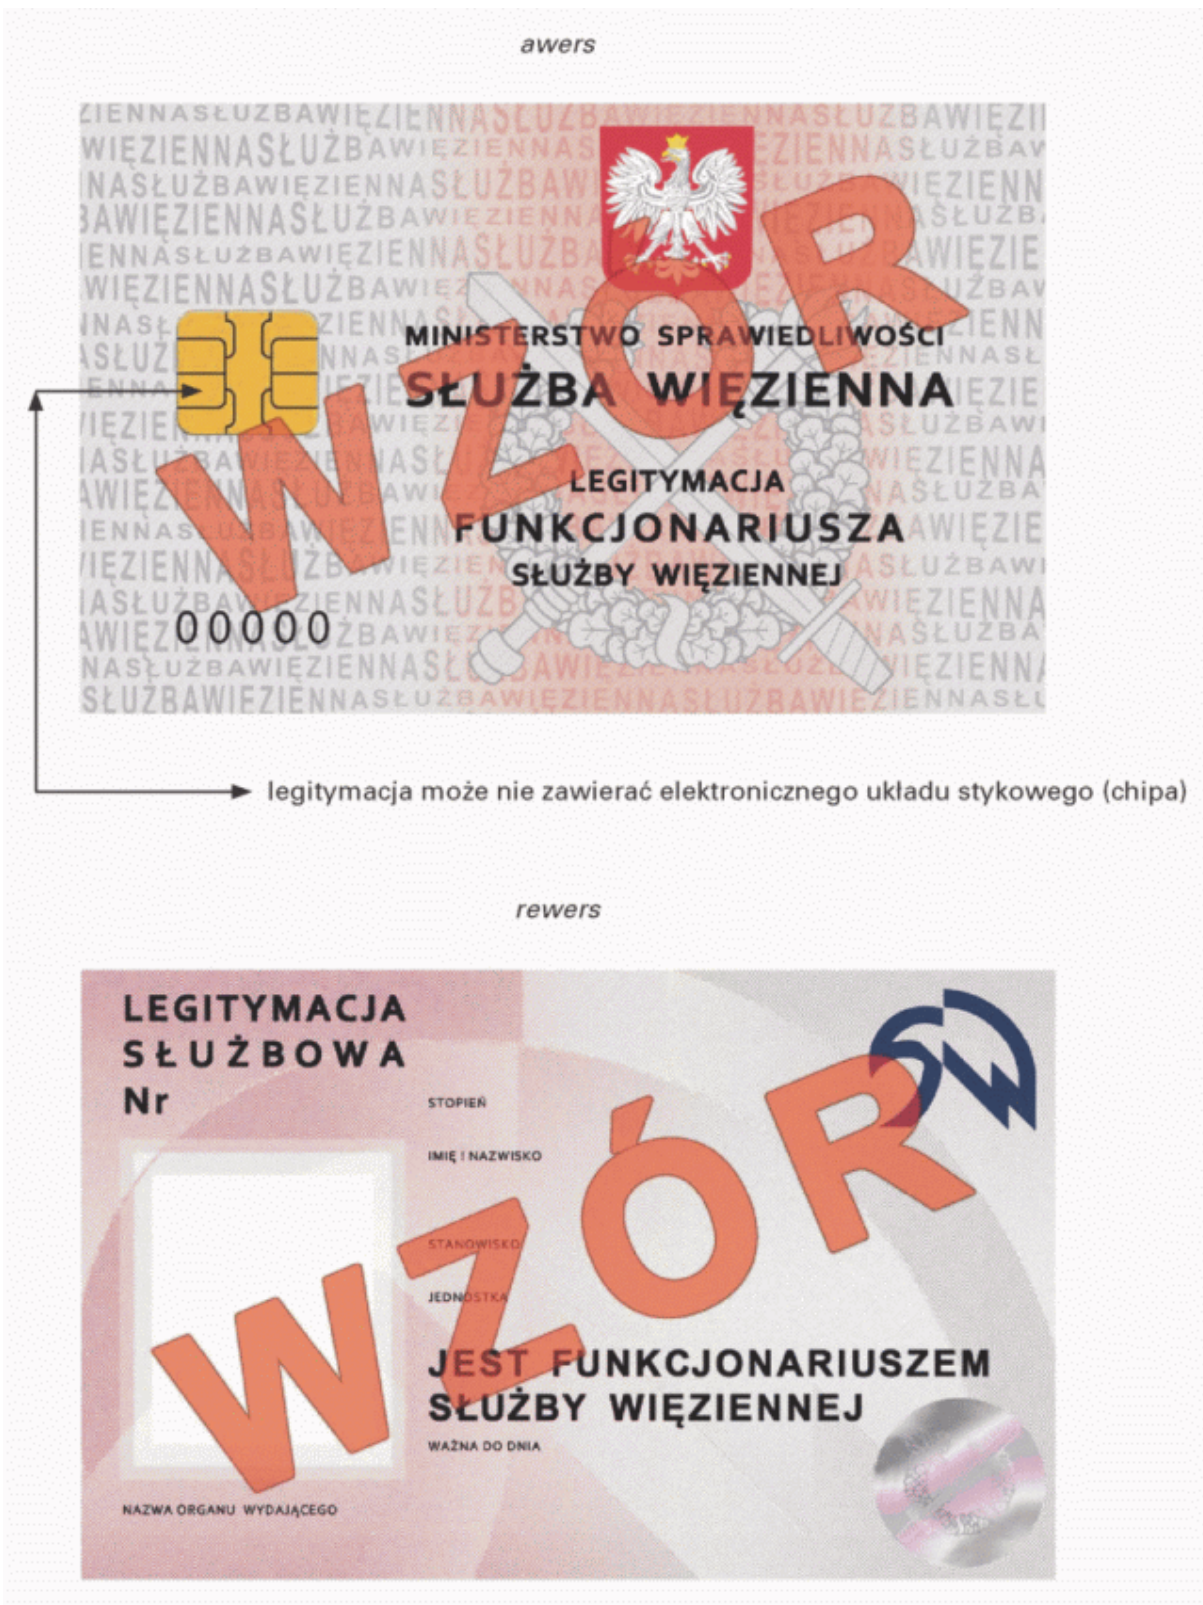 awers
MINISTERSTWO SPRAWIEDLIWOŚCI
SŁUŻBA WIĘZIENNA
LEGITYMACJA
FUNKCJONARIUSZA
SŁUŻBY WIĘZIENNEJ
00000
WZÓR
legitymacja może nie zawierać elektronicznego układu stykowego (chipa)
rewers
LEGITYMACJA
SŁUŻBOWA
Nr
SW
STOPIEŃ
IMIĘ I NAZWISKO
STANOWISKO
JEDNOSTKA
JEST FUNKCJONARIUSZEM
SŁUŻBY WIĘZIENNEJ
WAŻNA DO DNIA
NAZWA ORGANU WYDAJĄCEGO
WZÓR